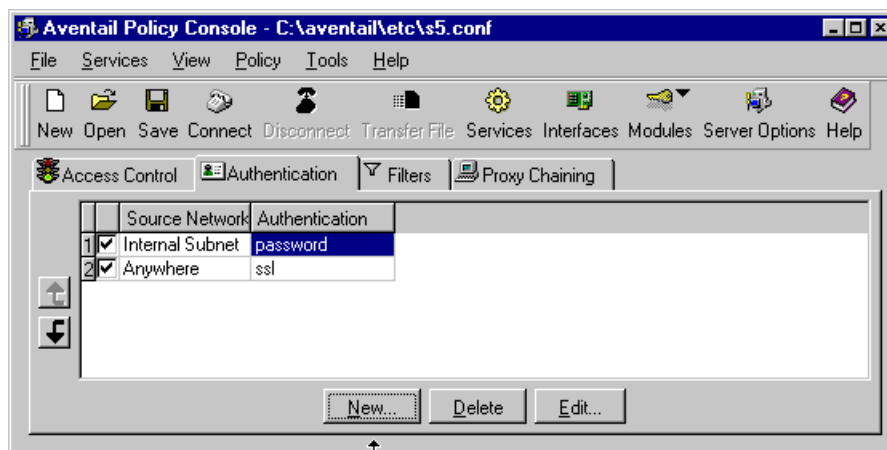 Aventail Policy Console - C:\aventail\etc\s5.conf
File Services View Policy Tools Help
New Open Save Connect Disconnect Transfer File Services Interfaces Modules Server Options Help
Access Control Authentication Filters Proxy Chaining
Source Network Authentication
1 Internal Subnet password
2 Anywhere ssl
New... Delete Edit...